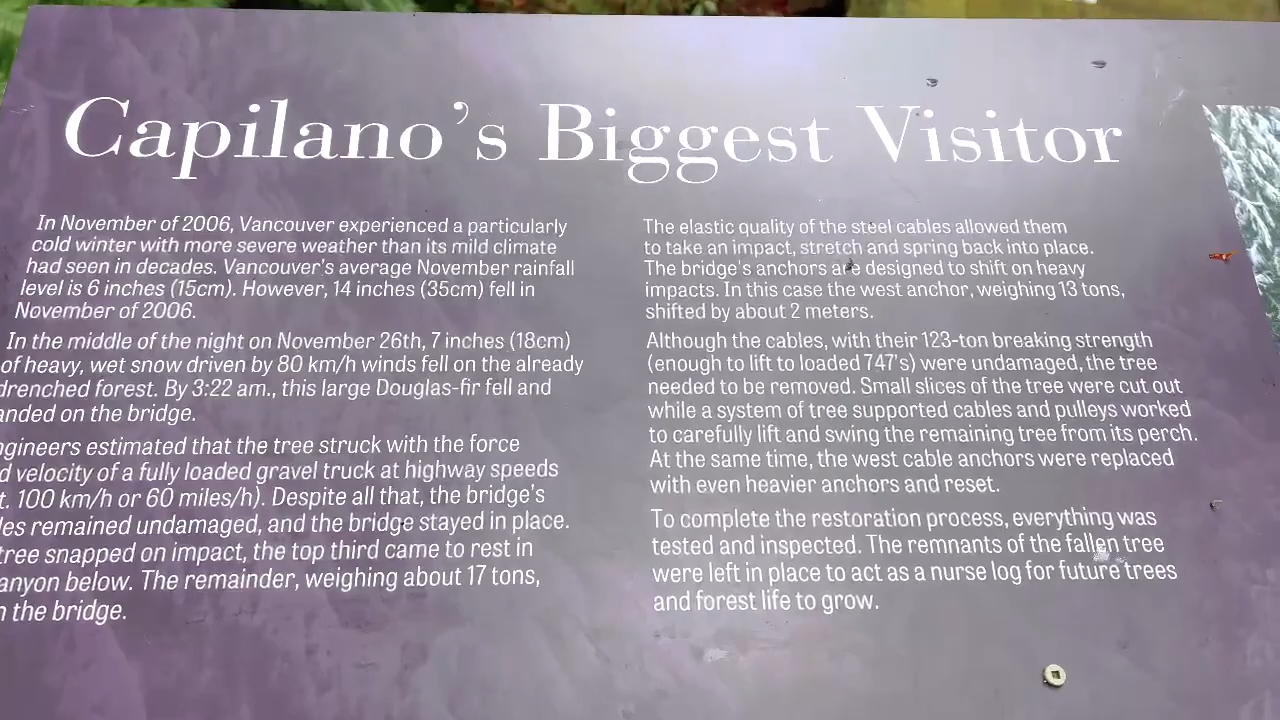 Capilano's Biggest Visitor
In November of 2006, Vancouver experienced a particularly
cold winter with more severe weather than its mild climate
had seen in decades. Vancouver's average November rainfall
level is 6 inches (15cm). However, 14 inches (35cm) fell in
November of 2006.
In the middle of the night on November 26th, 7 inches (18cm)
of heavy, wet snow driven by 80 km/h winds fell on the already
drenched forest. By 3:22 am., this large Douglas-fir fell and
anded on the bridge.
ngineers estimated that the tree struck with the force
d velocity of a fully loaded gravel truck at highway speeds
t. 100 km/h or 60 miles/h). Despite all that, the bridge's
les remained undamaged, and the bridge stayed in place.
tree snapped on impact, the top third came to rest in
anyon below. The remainder, weighing about 17 tons,
n the bridge.
The elastic quality of the steel cables allowed them
to take an impact, stretch and spring back into place.
The bridge's anchors are designed to shift on heavy
impacts. In this case the west anchor, weighing 13 tons,
shifted by about 2 meters.
Although the cables, with their 123-ton breaking strength
(enough to lift to loaded 747's) were undamaged, the tree
needed to be removed. Small slices of the tree were cut out
while a system of tree supported cables and pulleys worked
to carefully lift and swing the remaining tree from its perch.
At the same time, the west cable anchors were replaced
with even heavier anchors and reset.
To complete the restoration process, everything was
tested and inspected. The remnants of the fallen tree
were left in place to act as a nurse log for future trees
and forest life to grow.